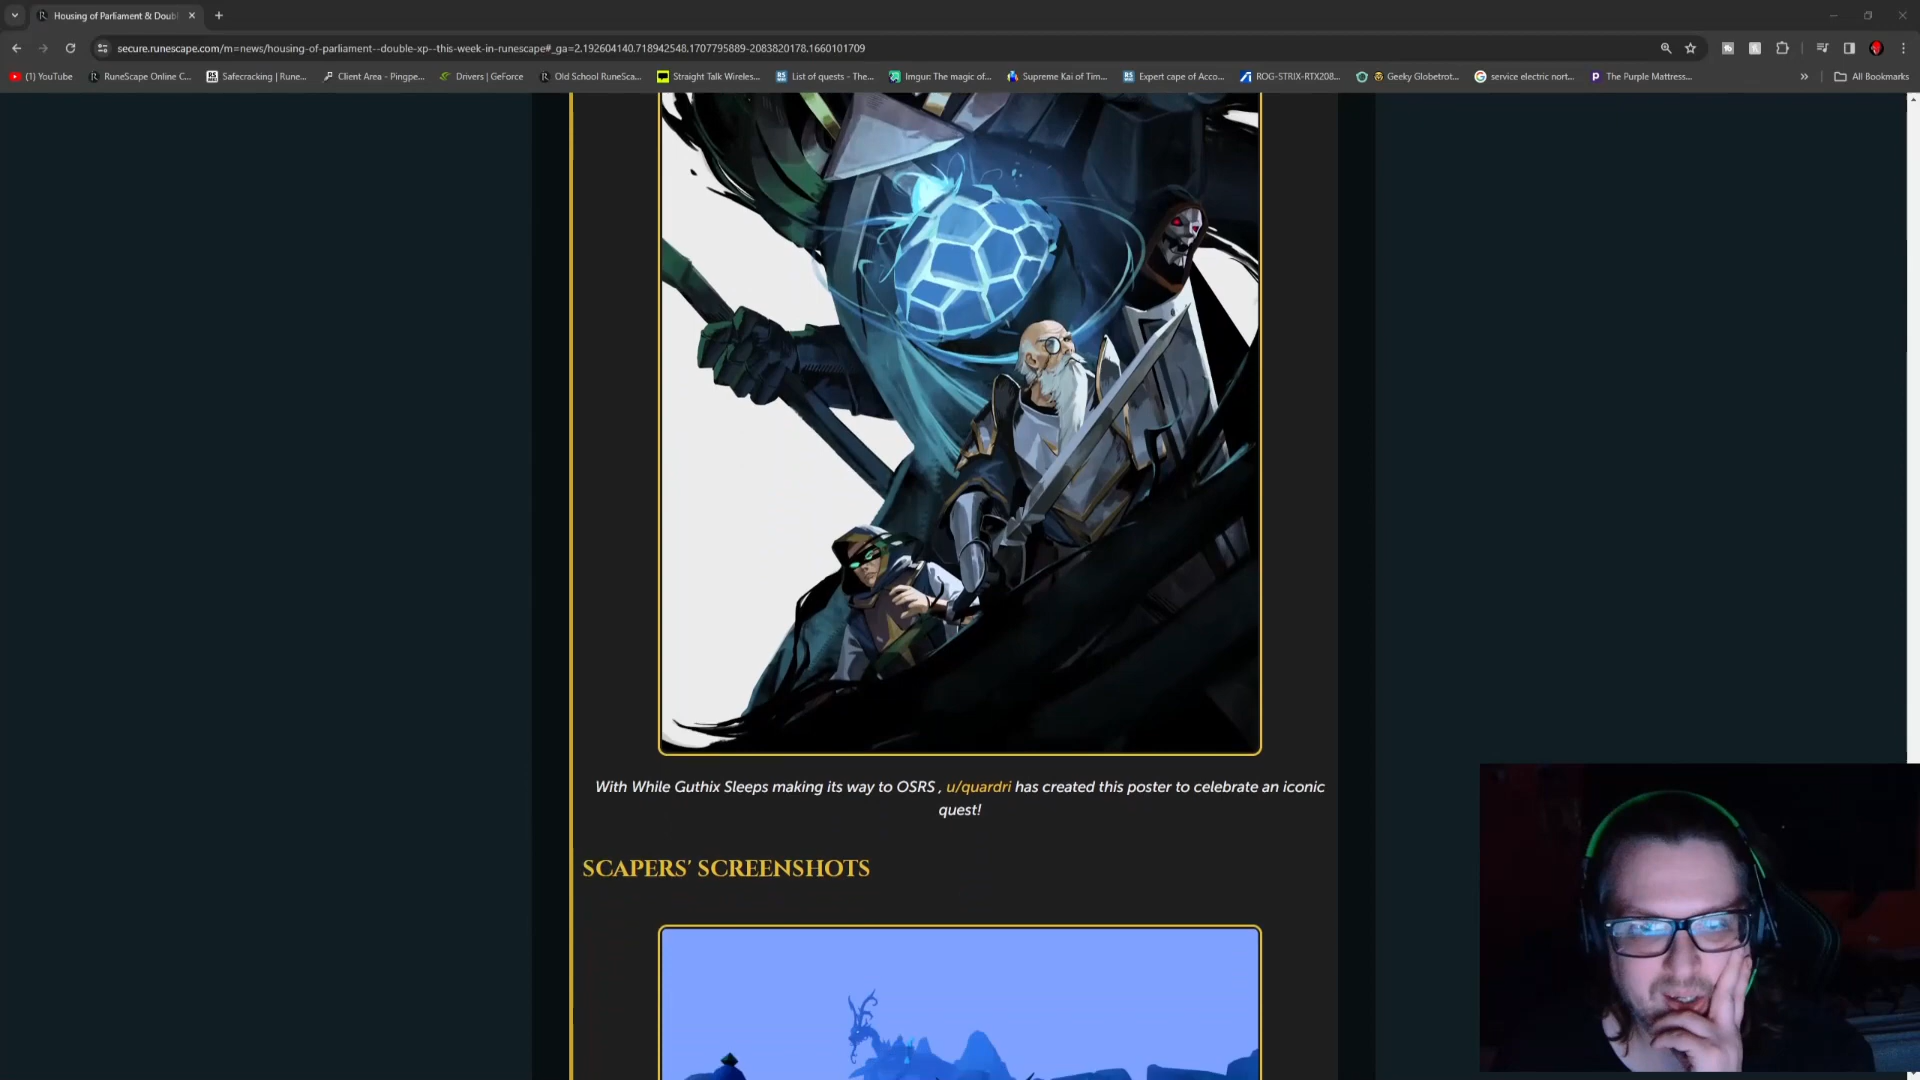 Housing of Parliament & Doubl
secure.runescape.com/m=news/housing-of-parliament--double-xp--this-week-in-runescape#_ga=2.192604140.718942548.1707795889-2083820178.1660101709
(1) YouTube
RuneScape Online C...
Safecracking | Rune...
Client Area - Pingpe...
Drivers | GeForce
Old School RuneSca...
Straight Talk Wireles...
List of quests - The...
Imgur: The magic of...
Supreme Kai of Tim...
Expert cape of Acco...
ROG-STRIX-RTX208...
Geeky Globetrot...
service electric nort...
The Purple Mattress...
All Bookmarks
With While Guthix Sleeps making its way to OSRS , u/quardri has created this poster to celebrate an iconic
quest!
SCAPERS' SCREENSHOTS